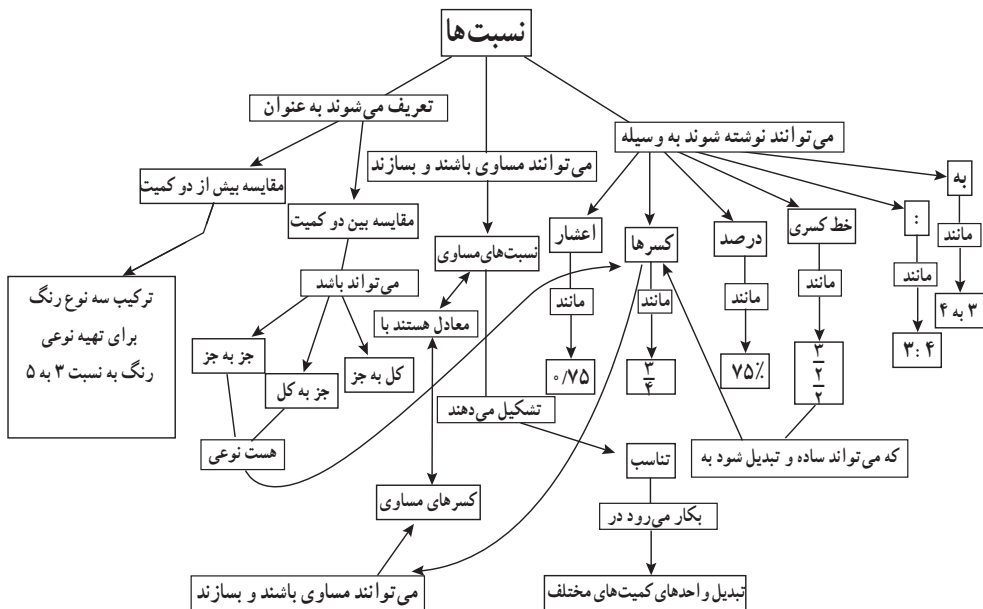 نسبت‌ها
تعریف می‌شوند به عنوان
می‌توانند نوشته شوند به وسیله
می‌توانند مساوی باشند و بسازند
به
مقایسه بیش از دو کمیت
مقایسه بین دو کمیت
:
خط کسری
درصد
کسرها
اعشار
نسبت‌های مساوی
مانند
مانند
مانند
مانند
مانند
مانند
می‌تواند باشد
ترکیب سه نوع رنگ
برای تهیه نوعی
رنگ به نسبت ۳ به ۵
۳ به ۴
۳:۴
۳
۲
۲
۷۵٪
۳
۴
۰/۷۵
معادل هستند با
جز به جز
جز به کل
کل به جز
تشکیل می‌دهند
هست نوعی
که می‌تواند ساده و تبدیل شود به
تناسب
کسرهای مساوی
بکار می‌رود در
تبدیل واحدهای کمیت‌های مختلف
می‌توانند مساوی باشند و بسازند